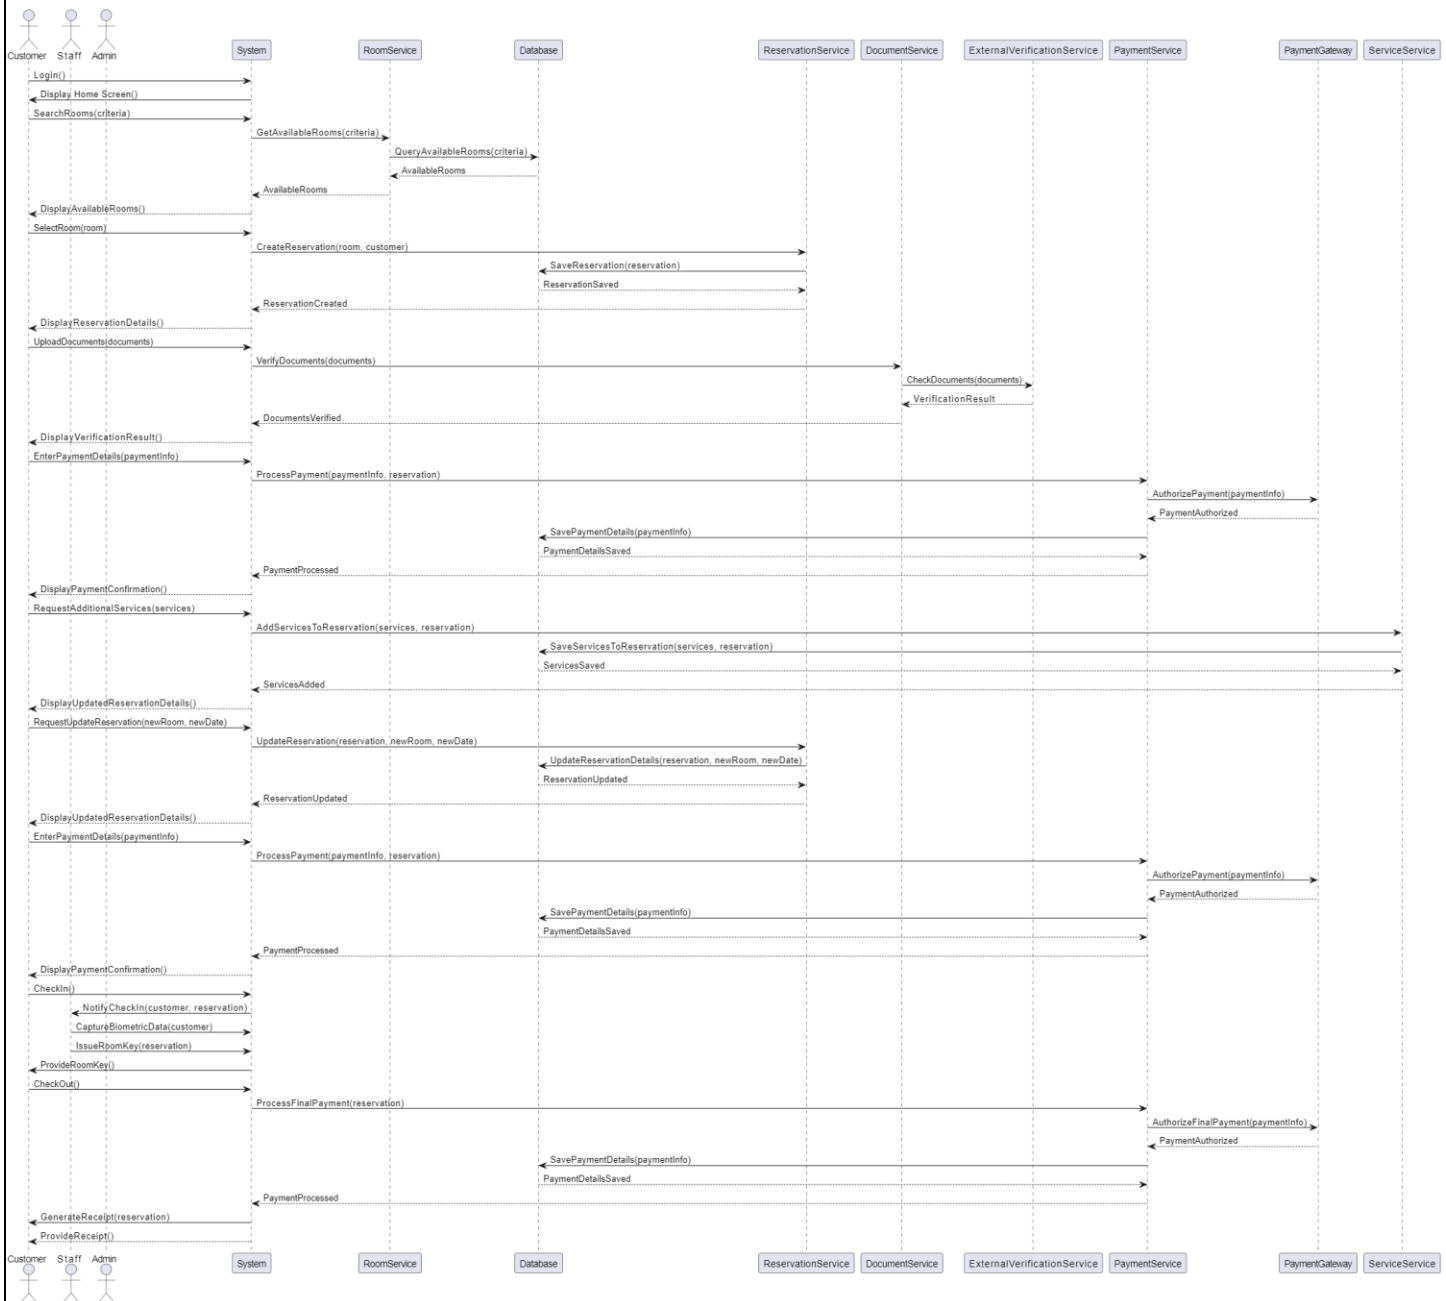 Customer Staff Admin System RoomService Database ReservationService DocumentService ExternalVerificationService PaymentService PaymentGateway ServiceService
Login()
Display Home Screen()
SearchRooms(criteria)
GetAvailableRooms(criteria)
QueryAvailableRooms(criteria)
AvailableRooms
AvailableRooms
DisplayAvailableRooms()
SelectRoom(room)
CreateReservation(room, customer)
SaveReservation(reservation)
ReservationSaved
ReservationCreated
DisplayReservationDetails()
UploadDocuments(documents)
VerifyDocuments(documents)
CheckDocuments(documents)
VerificationResult
DocumentsVerified
DisplayVerificationResult()
EnterPaymentDetails(paymentInfo)
ProcessPayment(paymentInfo, reservation)
AuthorizePayment(paymentInfo)
PaymentAuthorized
SavePaymentDetails(paymentInfo)
PaymentDetailsSaved
PaymentProcessed
DisplayPaymentConfirmation()
RequestAdditionalServices(services)
AddServicesToReservation(services, reservation)
SaveServicesToReservation(services, reservation)
ServicesSaved
ServicesAdded
DisplayUpdatedReservationDetails()
RequestUpdateReservation(newRoom, newDate)
UpdateReservation(reservation, newRoom, newDate)
UpdateReservationDetails(reservation, newRoom, newDate)
ReservationUpdated
ReservationUpdated
DisplayUpdatedReservationDetails()
EnterPaymentDetails(paymentInfo)
ProcessPayment(paymentInfo, reservation)
AuthorizePayment(paymentInfo)
PaymentAuthorized
SavePaymentDetails(paymentInfo)
PaymentDetailsSaved
PaymentProcessed
DisplayPaymentConfirmation()
CheckIn()
NotifyCheckIn(customer, reservation)
CaptureBiometricData(customer)
IssueRoomKey(reservation)
ProvideRoomKey()
CheckOut()
ProcessFinalPayment(reservation)
AuthorizeFinalPayment(paymentInfo)
PaymentAuthorized
SavePaymentDetails(paymentInfo)
PaymentDetailsSaved
PaymentProcessed
GenerateReceipt(reservation)
ProvideReceipt()
Customer Staff Admin System RoomService Database ReservationService DocumentService ExternalVerificationService PaymentService PaymentGateway ServiceService